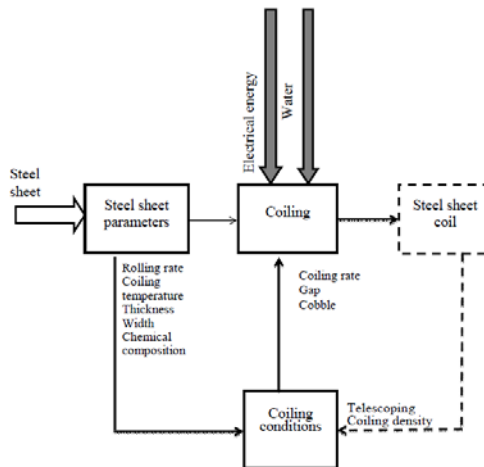 Electrical energy
Water
Steel
sheet
Steel sheet
parameters
Coiling
Steel sheet
coil
Rolling rate
Coiling
temperature
Thickness
Width
Chemical
composition
Coiling rate
Gap
Cobble
Coiling
conditions
Telescoping
Coiling density